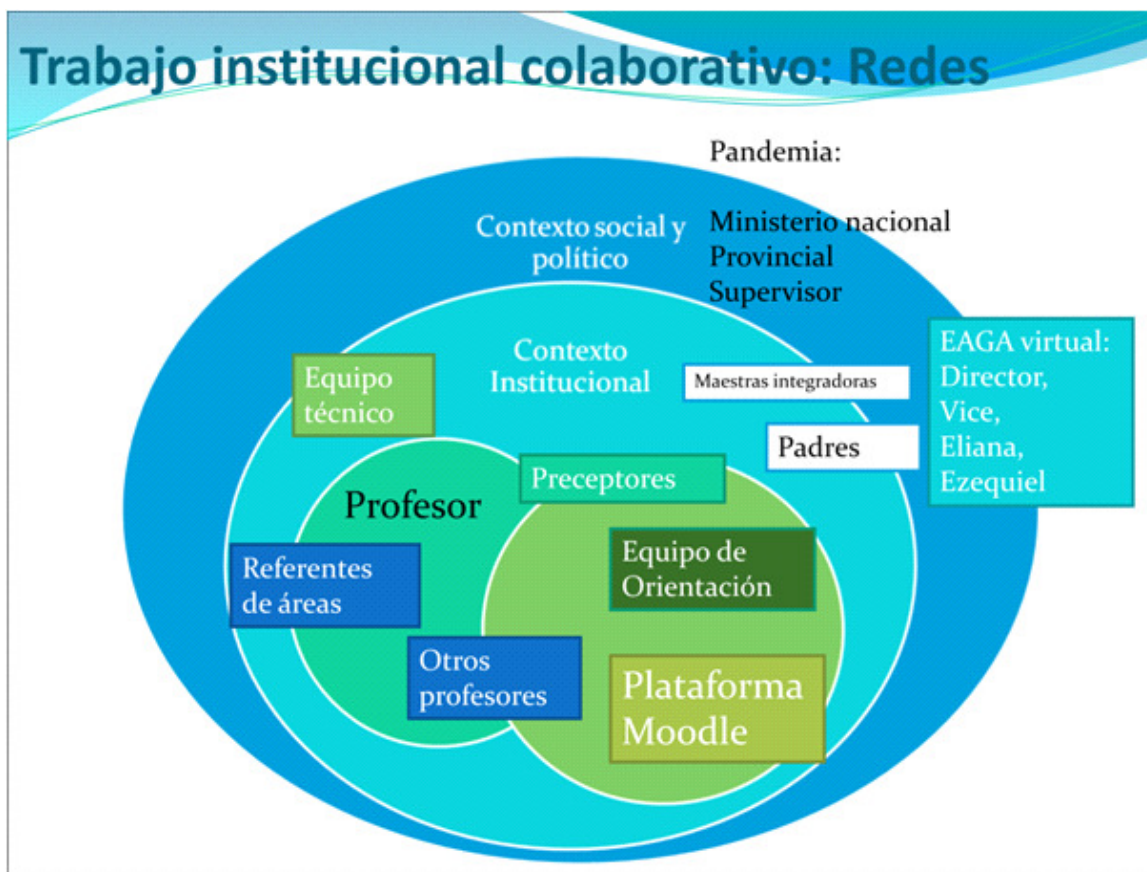 Trabajo institucional colaborativo: Redes
Pandemia:
Ministerio nacional
Provincial
Supervisor
Contexto social y
político
Contexto
Institucional
Equipo
técnico
Maestras integradoras
Padres
EAGA virtual:
Director,
Vice,
Eliana,
Ezequiel
Preceptores
Profesor
Equipo de
Orientación
Referentes
de áreas
Otros
profesores
Plataforma
Moodle